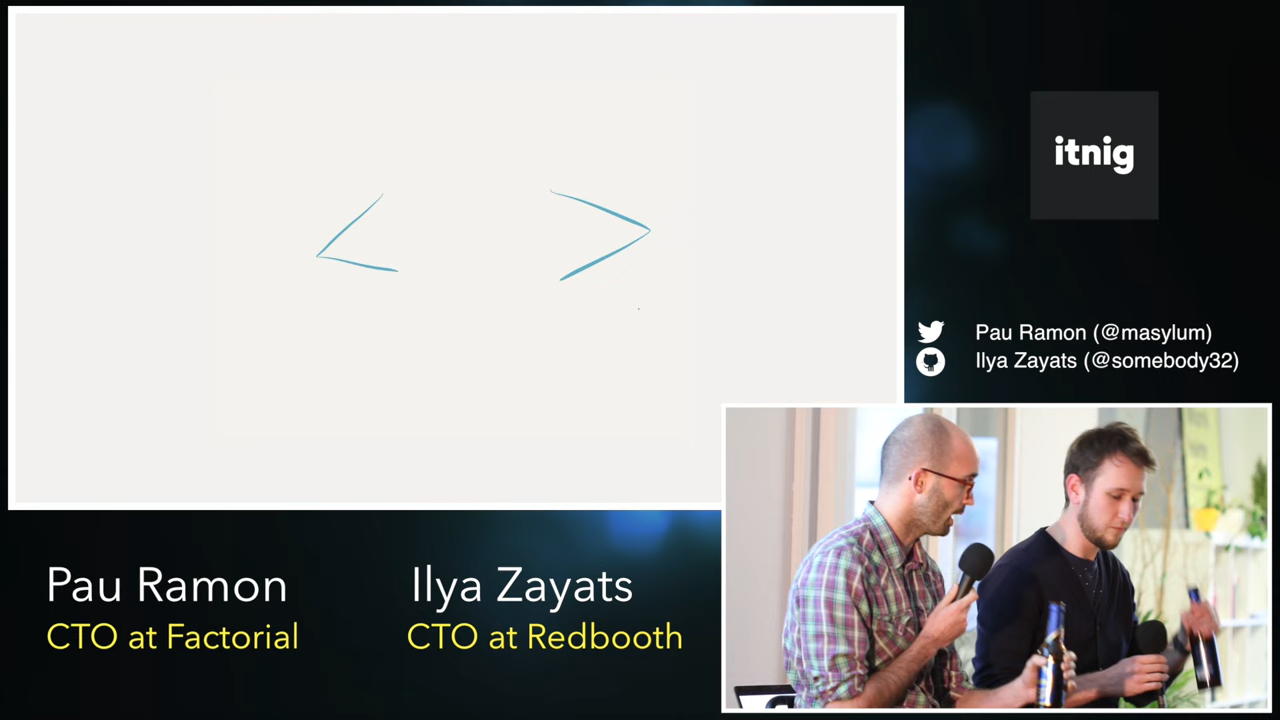 < >
itnig
Pau Ramon (@masylum)
Ilya Zayats (@somebody32)
Pau Ramon
CTO at Factorial
Ilya Zayats
CTO at Redbooth